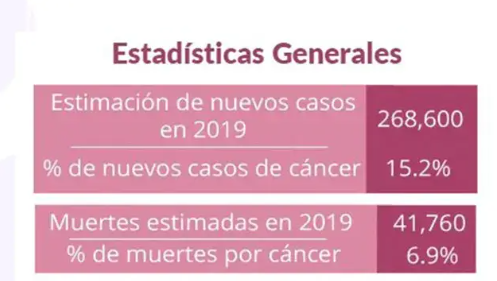 Estadísticas Generales
Estimación de nuevos casos
en 2019
268,600
% de nuevos casos de cáncer
15.2%
Muertes estimadas en 2019
41,760
% de muertes por cáncer
6.9%